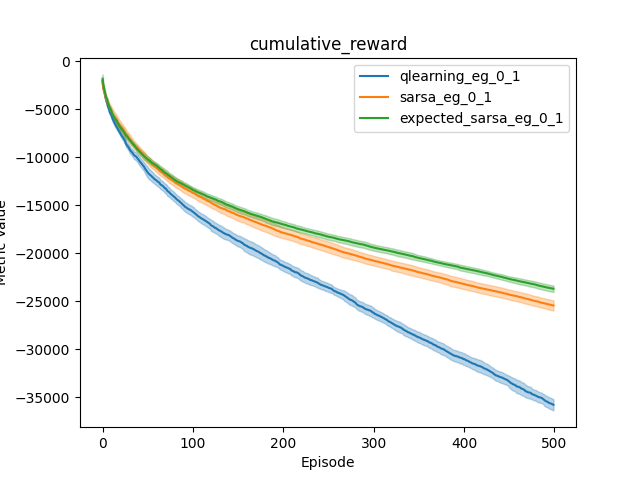 cumulative_reward
qlearning_eg_0_1
sarsa_eg_0_1
expected_sarsa_eg_0_1
0
−5000
−10000
−15000
−20000
−25000
−30000
−35000
Metric Value
0 100 200 300 400 500
Episode